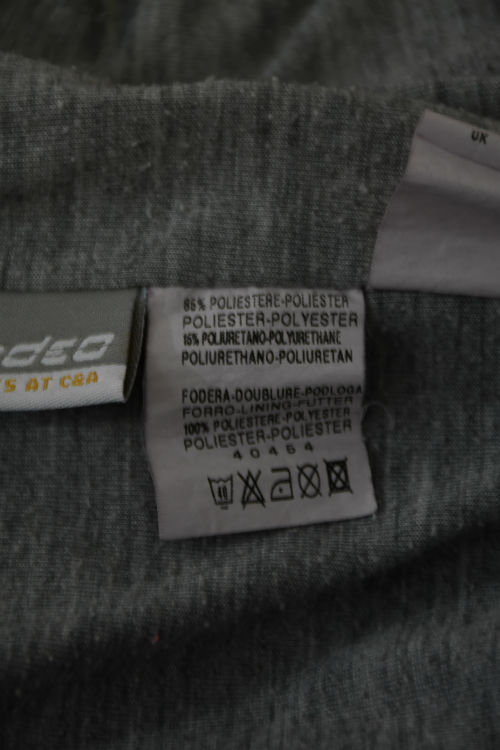 UK
85% POLIESTERE-POLIESTER
POLIESTER-POLYESTER
15% POLIURETANO-POLYURETHANE
POLIURETHANO-POLIURETAN
FODERA-DOUBLURE-PODLOGA
FORRO-LINING-FUTTER
100% POLIESTERE-POLYESTER
POLIESTER-POLIESTER
40454
40
AT C&A